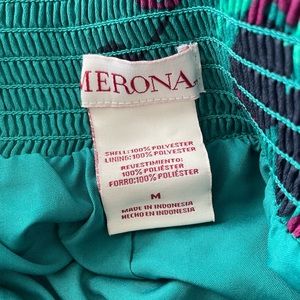 MERONA
SHELL: 100% POLYESTER
LINING: 100% POLYESTER
REVESTIMIENTO:
100% POLIÉSTER
FORRO: 100% POLIÉSTER
M
MADE IN INDONESIA
HECHO EN INDONESIA